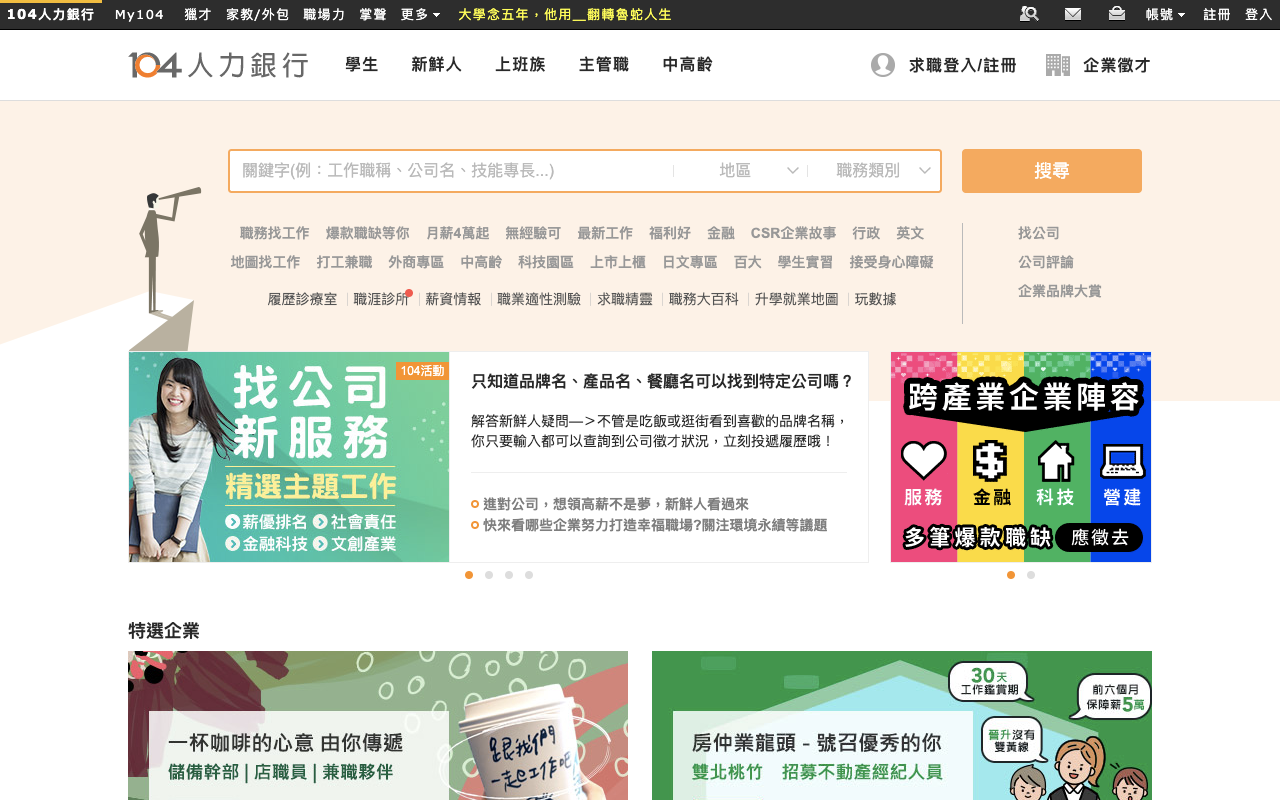 104人力銀行 My104 獵才 家教/外包 職場力 掌聲 更多 大學念五年，他用__翻轉魯蛇人生 帳號 註冊 登入
104人力銀行 學生 新鮮人 上班族 主管職 中高齡 求職登入/註冊 企業徵才
關鍵字(例：工作職稱、公司名、技能專長...) 地區 職務類別 搜尋
職務找工作 爆款職缺等你 月薪4萬起 無經驗可 最新工作 福利好 金融 CSR企業故事 行政 英文 找公司
地圖找工作 打工兼職 外商專區 中高齡 科技園區 上市上櫃 日文專區 百大 學生實習 接受身心障礙 公司評論
企業品牌大賞
履歷診療室 職涯診所 薪資情報 職業適性測驗 求職精靈 職務大百科 升學就業地圖 玩數據
104活動
找公司
新服務
精選主題工作
薪優排名 社會責任
金融科技 文創產業
只知道品牌名、產品名、餐廳名可以找到特定公司嗎？
解答新鮮人疑問—＞不管是吃飯或逛街看到喜歡的品牌名稱，
你只要輸入都可以查詢到公司徵才狀況，立刻投遞履歷哦！
進對公司，想領高薪不是夢，新鮮人看過來
快來看哪些企業努力打造幸福職場?關注環境永續等議題
跨產業企業陣容
服務 金融 科技 營建
多筆爆款職缺 應徵去
特選企業
一杯咖啡的心意 由你傳遞
儲備幹部 | 店職員 | 兼職夥伴
跟我們
一起工作吧
房仲業龍頭 - 號召優秀的你
雙北桃竹 招募不動產經紀人員
30天
工作鑑賞期
前六個月
保障薪5萬
晉升沒有
雙黃線